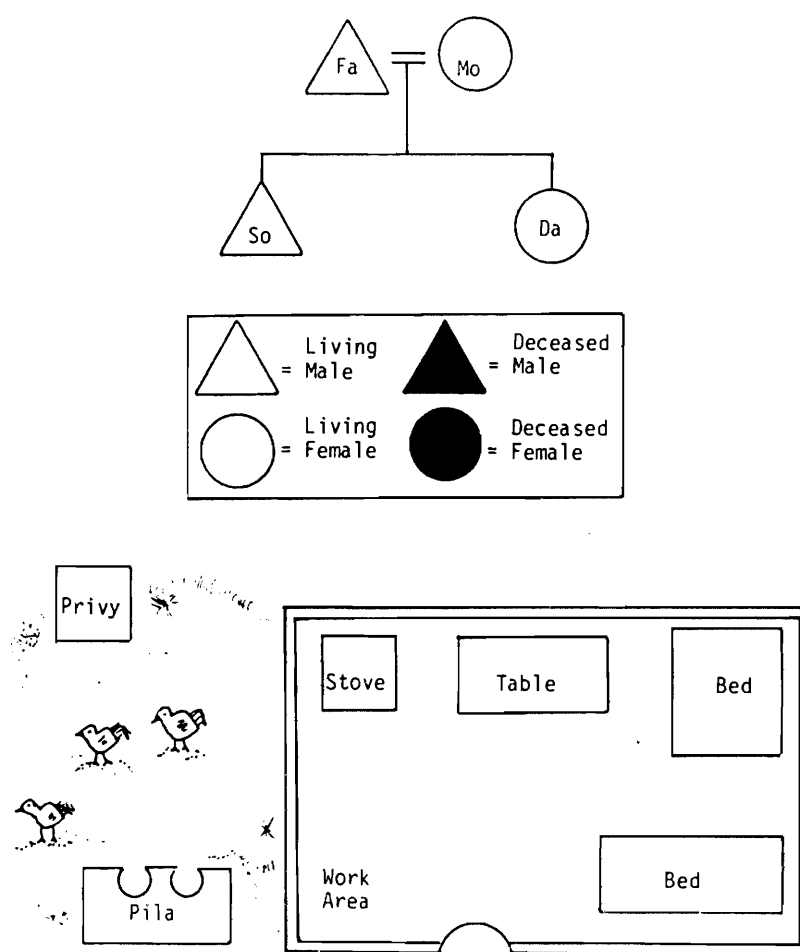 Fa
=
Mo
So
Da
= Living Male
= Deceased Male
= Living Female
= Deceased Female
Privy
Stove
Table
Bed
Work
Area
Bed
Pila